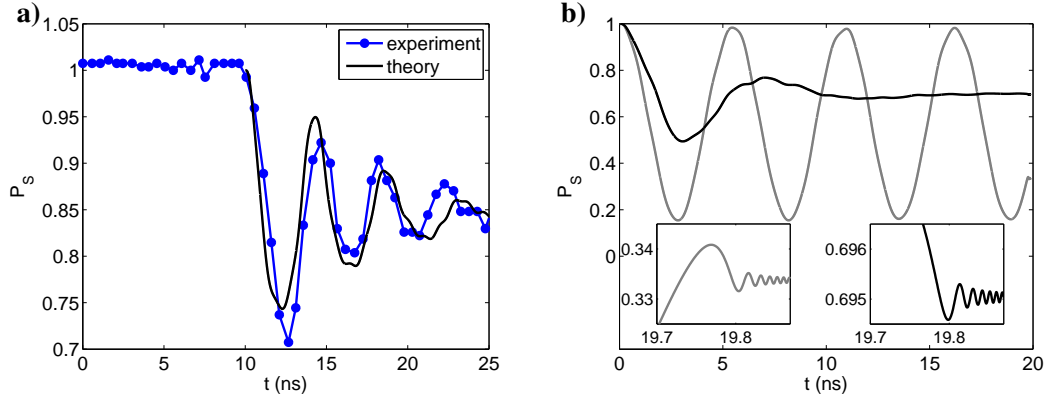 a)
1.05
1
0.95
0.9
0.85
0.8
0.75
0.7
P_S
experiment
theory
0 5 10 15 20 25
t (ns)
b)
1
0.8
0.6
0.4
0.2
0
P_S
0.34
0.33
19.7 19.8
0.696
0.695
19.7 19.8
0 5 10 15 20
t (ns)